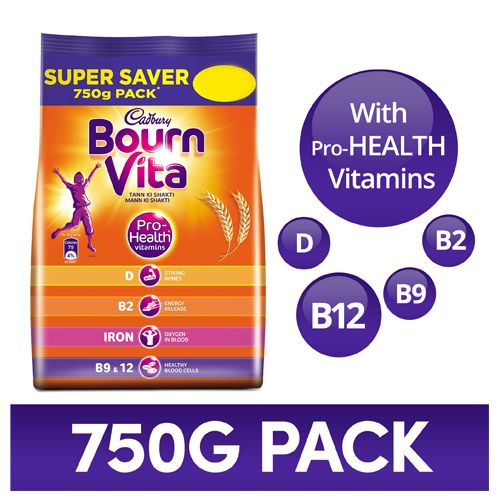 SUPER SAVER
750g PACK*
Cadbury
Bourn
Vita
TANN KI SHAKTI
MANN KI SHAKTI
Pro-
Health
vitamins
D
STRONG
BONES
B2
ENERGY
RELEASE
IRON
OXYGEN
IN BLOOD
B9 & 12
HEALTHY
BLOOD CELLS
With
Pro-HEALTH
Vitamins
D
B2
B9
B12
750G PACK